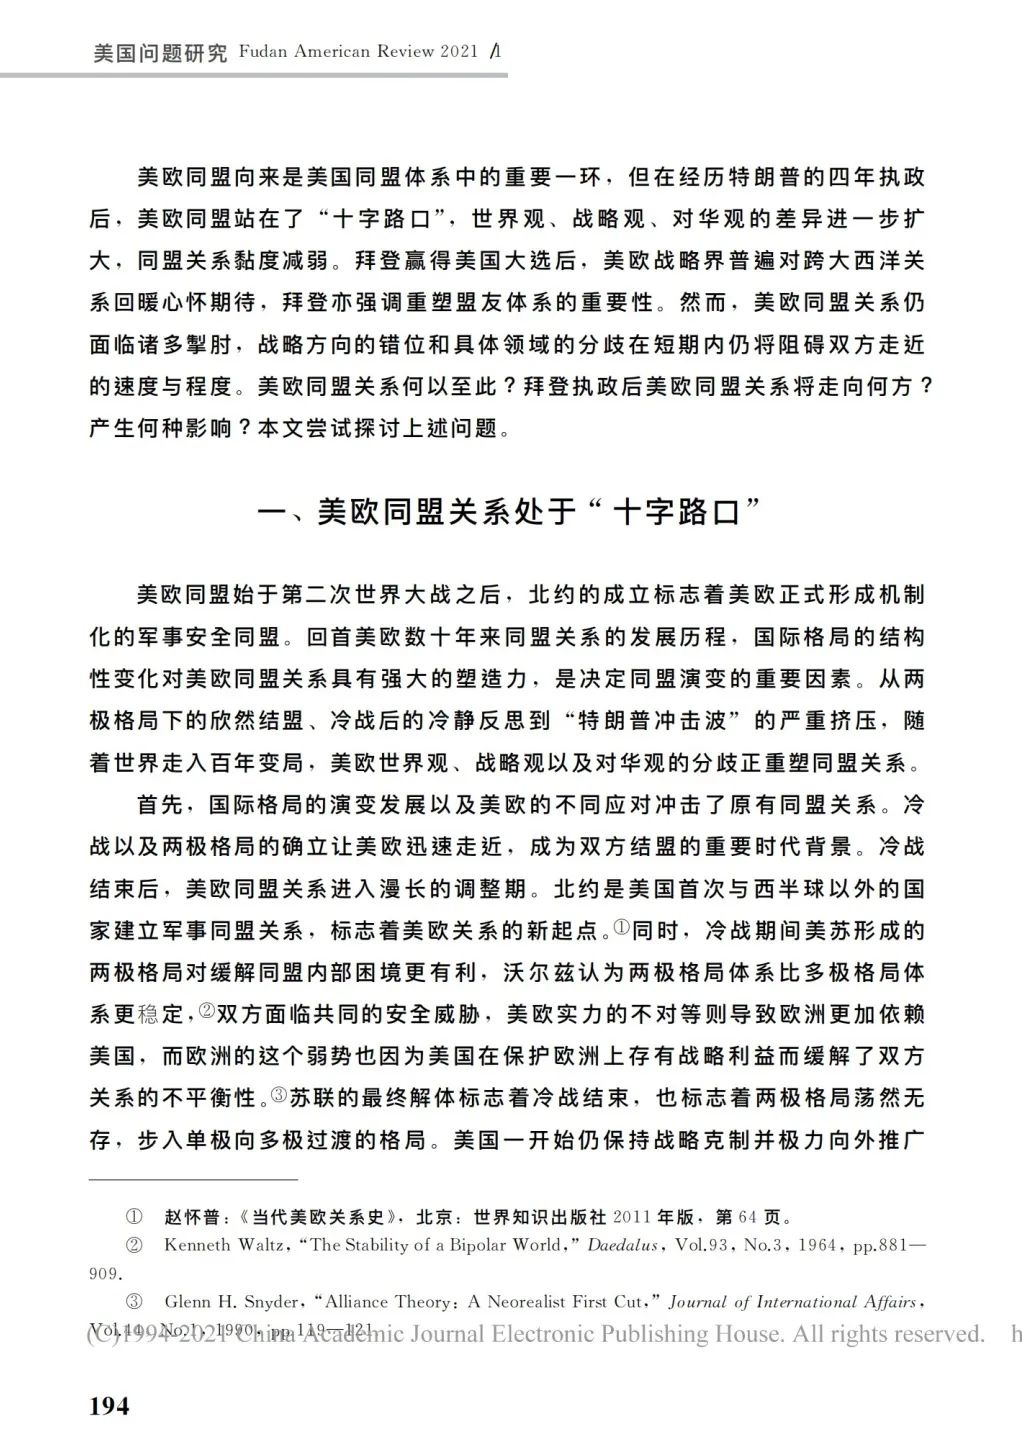 美国问题研究 Fudan American Review 2021 /1
美欧同盟向来是美国同盟体系中的重要一环，但在经历特朗普的四年执政
后，美欧同盟站在了“十字路口”，世界观、战略观、对华观的差异进一步扩
大，同盟关系黏度减弱。拜登赢得美国大选后，美欧战略界普遍对跨大西洋关
系回暖心怀期待，拜登亦强调重塑盟友体系的重要性。然而，美欧同盟关系仍
面临诸多掣肘，战略方向的错位和具体领域的分歧在短期内仍将阻碍双方走近
的速度与程度。美欧同盟关系何以至此？拜登执政后美欧同盟关系将走向何方？
产生何种影响？本文尝试探讨上述问题。
一、美欧同盟关系处于“十字路口”
美欧同盟始于第二次世界大战之后，北约的成立标志着美欧正式形成机制
化的军事安全同盟。回首美欧数十年来同盟关系的发展历程，国际格局的结构
性变化对美欧同盟关系具有强大的塑造力，是决定同盟演变的重要因素。从两
极格局下的欣然结盟、冷战后的冷静反思到“特朗普冲击波”的严重挤压，随
着世界走入百年变局，美欧世界观、战略观以及对华观的分歧正重塑同盟关系。
首先，国际格局的演变发展以及美欧的不同应对冲击了原有同盟关系。冷
战以及两极格局的确立让美欧迅速走近，成为双方结盟的重要时代背景。冷战
结束后，美欧同盟关系进入漫长的调整期。北约是美国首次与西半球以外的国
家建立军事同盟关系，标志着美欧关系的新起点。①同时，冷战期间美苏形成的
两极格局对缓解同盟内部困境更有利，沃尔兹认为两极格局体系比多极格局体
系更稳定，②双方面临共同的安全威胁，美欧实力的不对等则导致欧洲更加依赖
美国，而欧洲的这个弱势也因为美国在保护欧洲上存有战略利益而缓解了双方
关系的不平衡性。③苏联的最终解体标志着冷战结束，也标志着两极格局荡然无
存，步入单极向多极过渡的格局。美国一开始仍保持战略克制并极力向外推广
① 赵怀普：《当代美欧关系史》，北京：世界知识出版社 2011 年版，第 64 页。
② Kenneth Waltz, “The Stability of a Bipolar World,” Daedalus, Vol.93, No.3, 1964, pp.881—
909.
③ Glenn H. Snyder, “Alliance Theory: A Neorealist First Cut,” Journal of International Affairs,
Vol.44, No.1, 1990, pp.119—121.
(C)1994-2021 China Academic Journal Electronic Publishing House. All rights reserved. h
194